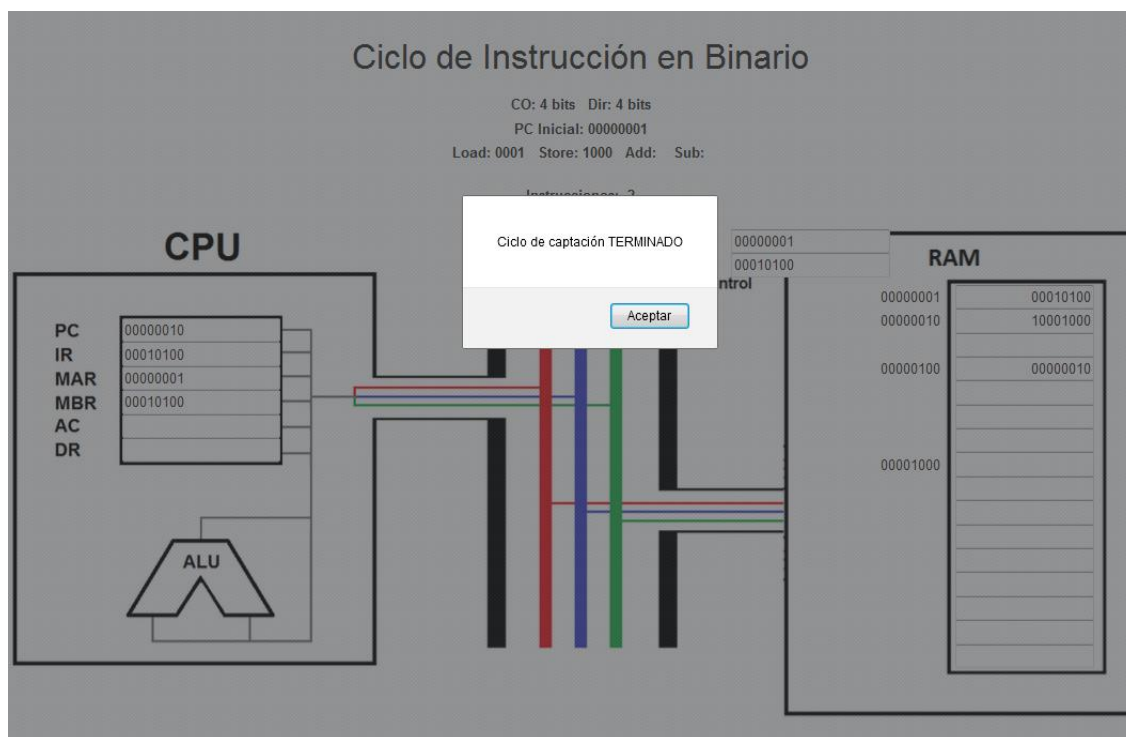 Ciclo de Instrucción en Binario
CO: 4 bits Dir: 4 bits
PC Inicial: 00000001
Load: 0001 Store: 1000 Add: Sub:
Instrucciones: 2
Ciclo de captación TERMINADO
Aceptar
00000001
00010100
ntrol
CPU
PC 00000010
IR 00010100
MAR 00000001
MBR 00010100
AC
DR
ALU
RAM
00000001 00010100
00000010 10001000
00000100 00000010
00001000